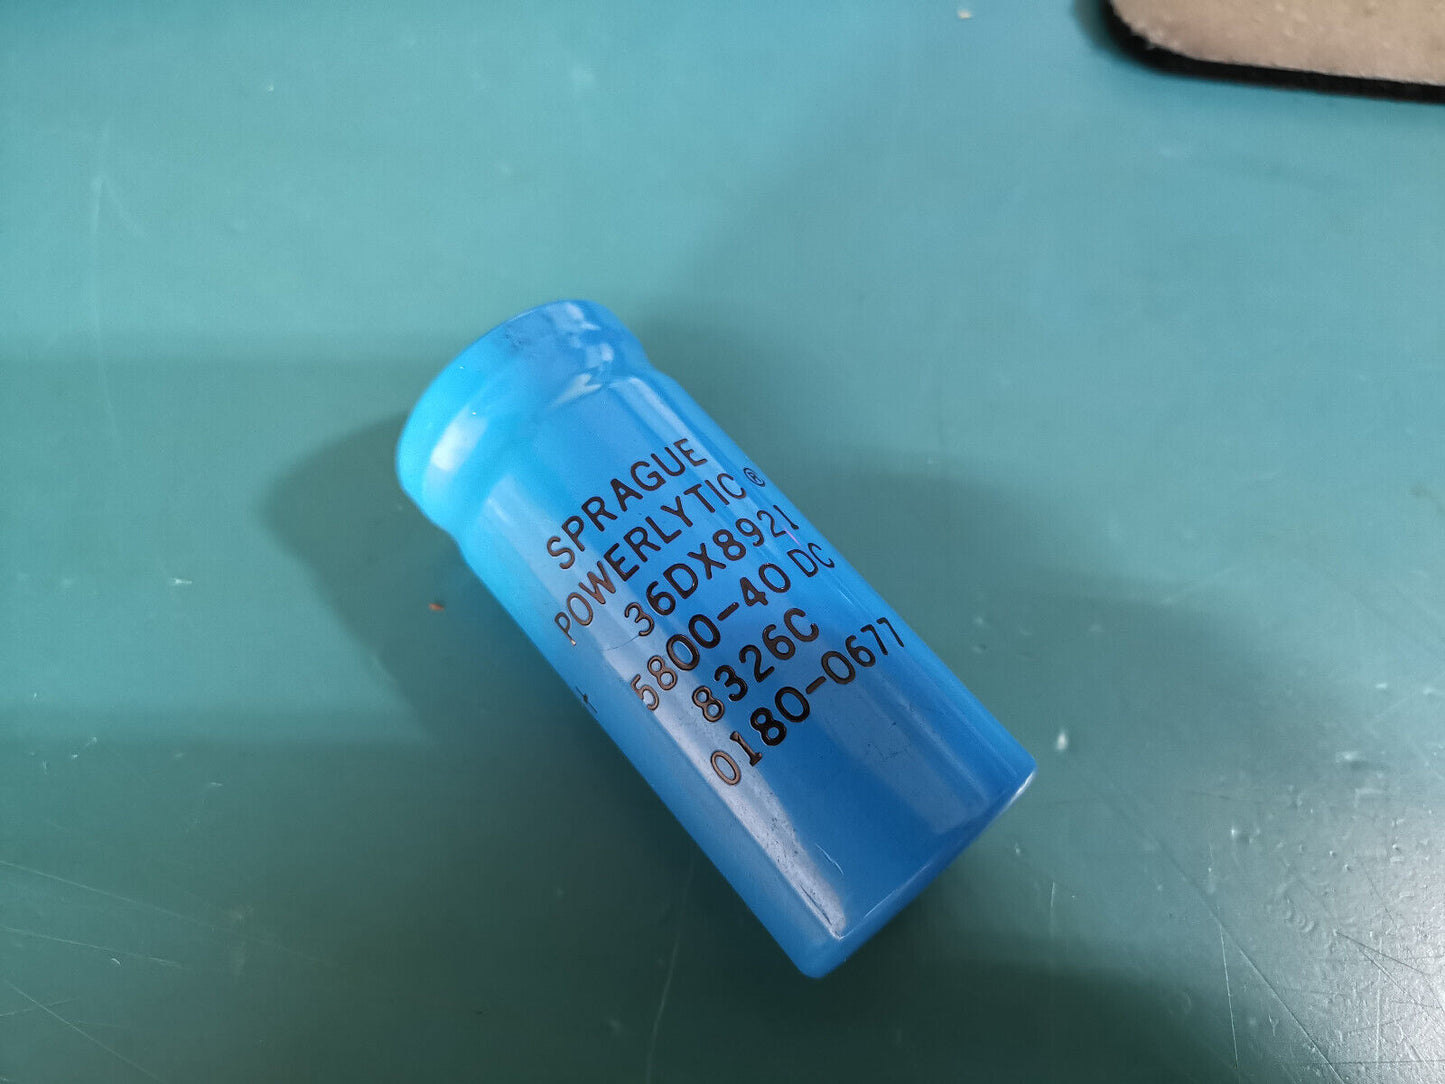 SPRAGUE
POWERLYTIC®
36DX8921
5800-40 DC
8326C
0180-0677
+